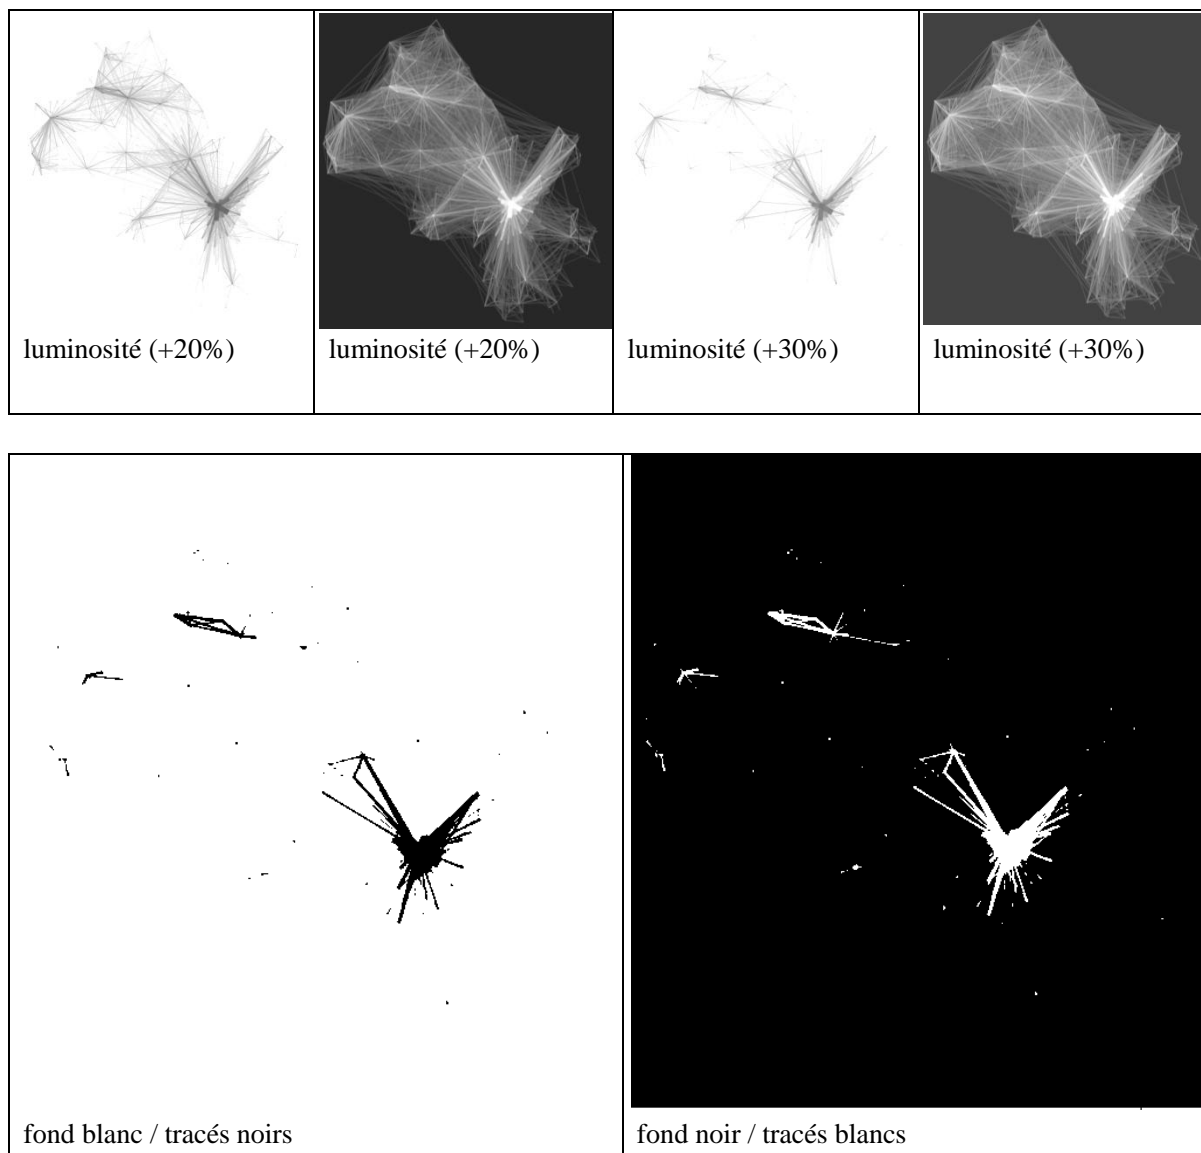 luminosité (+20%)
luminosité (+20%)
luminosité (+30%)
luminosité (+30%)
fond blanc / tracés noirs
fond noir / tracés blancs